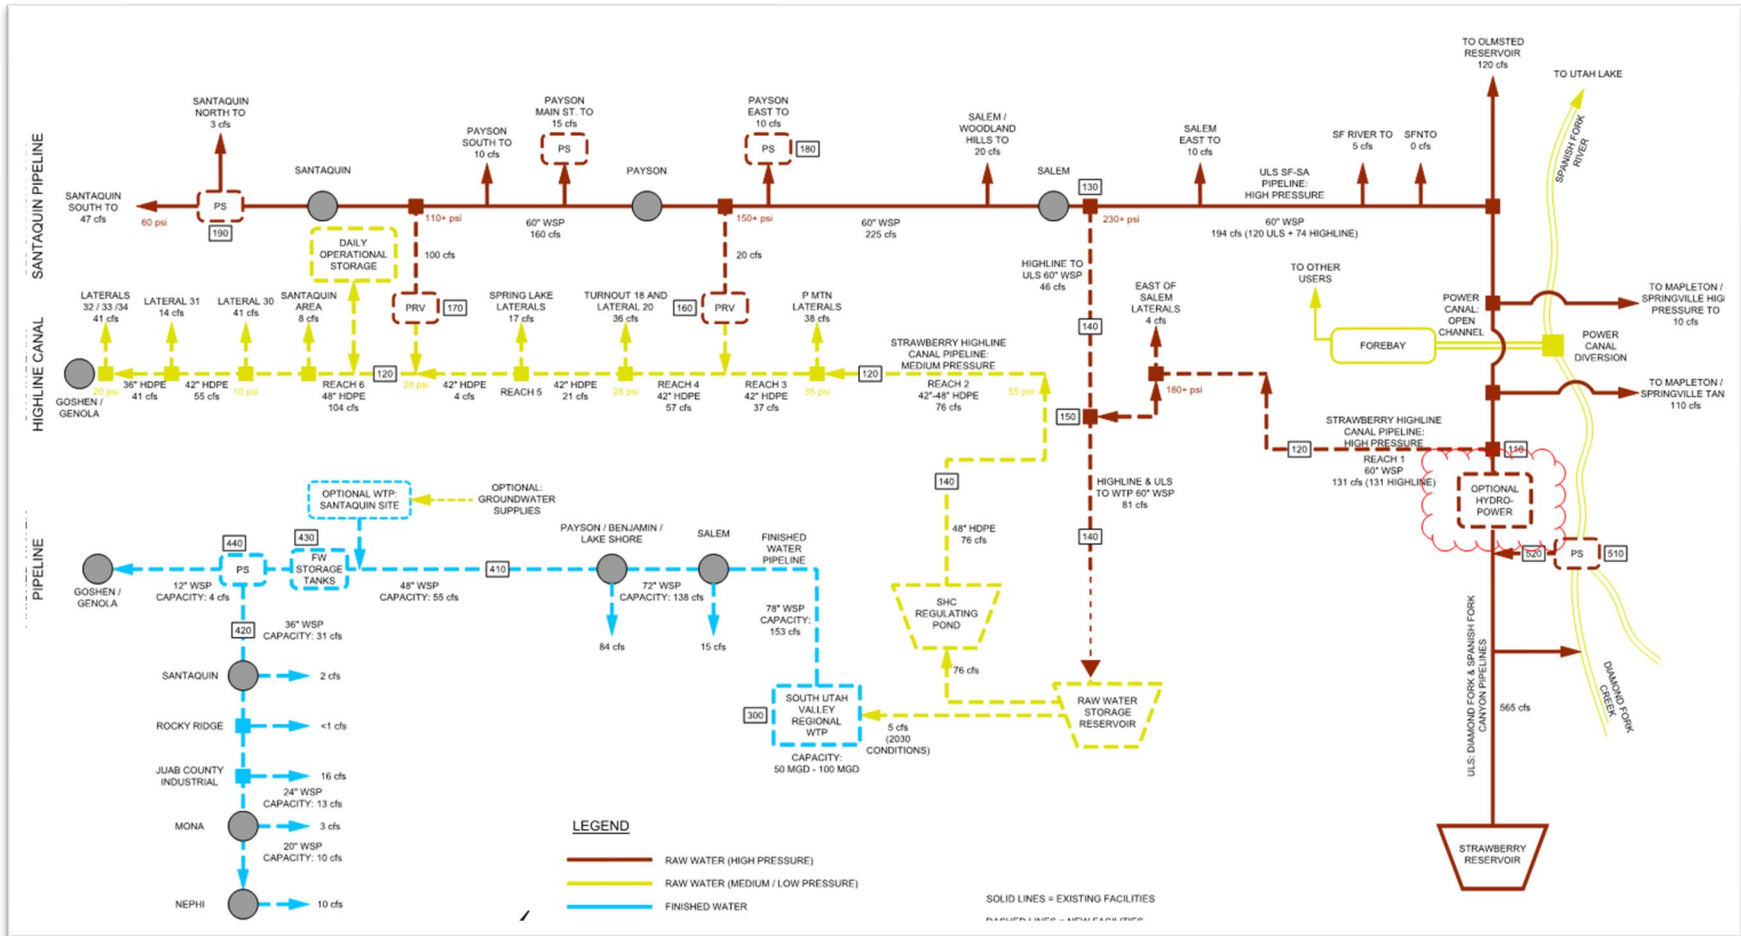 TO OLMSTED
RESERVOIR
120 cfs
TO UTAH LAKE
SPANISH FORK
RIVER
SANTAQUIN PIPELINE
SANTAQUIN
NORTH TO
3 cfs
PAYSON
SOUTH TO
10 cfs
PAYSON
MAIN ST. TO
15 cfs
PS
PAYSON
EAST TO
10 cfs
PS
180
SALEM /
WOODLAND
HILLS TO
20 cfs
SALEM
EAST TO
10 cfs
SF RIVER TO
5 cfs
SFNTO
0 cfs
SANTAQUIN
SOUTH TO
47 cfs
60 psi
PS
190
SANTAQUIN
110+ psi
60" WSP
160 cfs
PAYSON
150+ psi
60" WSP
225 cfs
SALEM
130
230+ psi
ULS SF-SA
PIPELINE:
HIGH PRESSURE
60" WSP
194 cfs (120 ULS + 74 HIGHLINE)
DAILY
OPERATIONAL
STORAGE
100 cfs
20 cfs
HIGHLINE TO
ULS 60" WSP
46 cfs
TO OTHER
USERS
FOREBAY
POWER
CANAL:
OPEN
CHANNEL
POWER
CANAL
DIVERSION
TO MAPLETON /
PRESSURE TO
10 cfs
TO MAPLETON /
110 cfs
HIGHLINE CANAL
LATERALS
32 / 33 /34
41 cfs
LATERAL 31
14 cfs
LATERAL 30
41 cfs
SANTAQUIN
AREA
8 cfs
PRV
170
SPRING LAKE
LATERALS
17 cfs
TURNOUT 18 AND
LATERAL 20
36 cfs
160
PRV
P MTN
LATERALS
38 cfs
STRAWBERRY HIGHLINE
CANAL PIPELINE:
MEDIUM PRESSURE
120
REACH 2
42"-48" HDPE
76 cfs
55 psi
GOSHEN /
GENOLA
20 psi
36" HDPE
41 cfs
42" HDPE
55 cfs
10 psi
REACH 6
48" HDPE
104 cfs
120
28 psi
42" HDPE
4 cfs
REACH 5
42" HDPE
21 cfs
28 psi
REACH 4
42" HDPE
57 cfs
REACH 3
42" HDPE
37 cfs
35 psi
140
EAST OF
SALEM
LATERALS
4 cfs
180+ psi
150
STRAWBERRY HIGHLINE
CANAL PIPELINE:
HIGH PRESSURE
120
110
REACH 1
60" WSP
131 cfs (131 HIGHLINE)
OPTIONAL
HYDRO-
POWER
520
PS
510
HIGHLINE & ULS
TO WTP 60" WSP
81 cfs
140
140
48" HDPE
76 cfs
SHC
REGULATING
POND
76 cfs
RAW WATER
STORAGE
RESERVOIR
5 cfs
(2030
CONDITIONS)
PIPELINE
OPTIONAL WTP:
SANTAQUIN SITE
OPTIONAL:
GROUNDWATER
SUPPLIES
GOSHEN /
GENOLA
12" WSP
CAPACITY: 4 cfs
440
PS
430
FW
STORAGE
TANKS
48" WSP
CAPACITY: 55 cfs
410
PAYSON / BENJAMIN /
LAKE SHORE
84 cfs
72" WSP
CAPACITY: 138 cfs
SALEM
15 cfs
FINISHED
WATER
PIPELINE
78" WSP
CAPACITY:
153 cfs
300
SOUTH UTAH
VALLEY
REGIONAL
WTP
CAPACITY:
50 MGD - 100 MGD
36" WSP
CAPACITY: 31 cfs
420
SANTAQUIN
2 cfs
ROCKY RIDGE
<1 cfs
JUAB COUNTY
INDUSTRIAL
16 cfs
24" WSP
CAPACITY: 13 cfs
MONA
3 cfs
20" WSP
CAPACITY: 10 cfs
NEPHI
10 cfs
ULS: DIAMOND FORK & SPANISH FORK
CANYON PIPELINES
565 cfs
DIAMOND FORK
CREEK
STRAWBERRY
RESERVOIR
LEGEND
RAW WATER (HIGH PRESSURE)
RAW WATER (MEDIUM / LOW PRESSURE)
FINISHED WATER
SOLID LINES = EXISTING FACILITIES
DASHED LINES = NEW FACILITIES